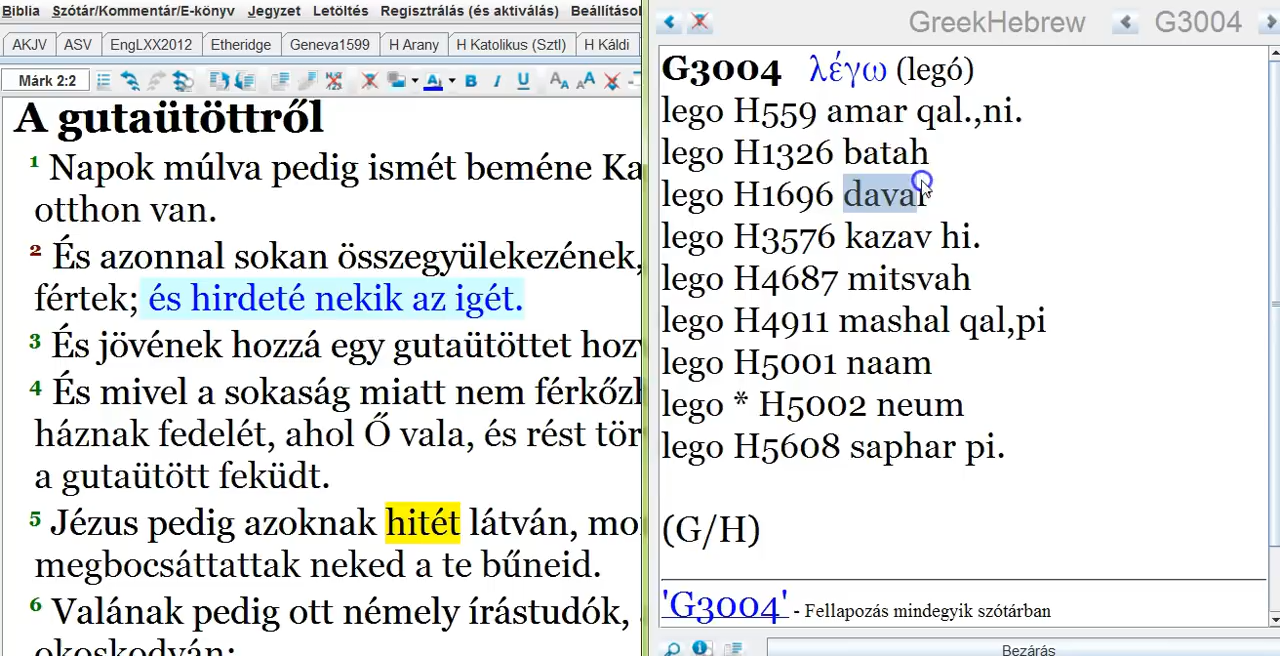 Biblia Szótár/Kommentár/E-könyv Jegyzet Letöltés Regisztrálás (és aktiválás) Beállítások
AKJV ASV EngLXX2012 Etheridge Geneva1599 H Arany H Katolikus (Sztl) H Káldi
Márk 2:2
A gutaütöttről
1 Napok múlva pedig ismét beméne Ka
otthon van.
2 És azonnal sokan összegyülekezének,
fértek; és hirdeté nekik az igét.
3 És jövének hozzá egy gutaütöttet hoz
4 És mivel a sokaság miatt nem férkőzh
háznak fedelét, ahol Ő vala, és rést tör
a gutaütött feküdt.
5 Jézus pedig azoknak hitét látván, mo
megbocsáttattak neked a te bűneid.
6 Valának pedig ott némely írástudók,
okoskodván:
GreekHebrew G3004
G3004 λέγω (legó)
lego H559 amar qal.,ni.
lego H1326 batah
lego H1696 davar
lego H3576 kazav hi.
lego H4687 mitsvah
lego H4911 mashal qal,pi
lego H5001 naam
lego * H5002 neum
lego H5608 saphar pi.
(G/H)
'G3004' - Fellapozás mindegyik szótárban
Bezárás